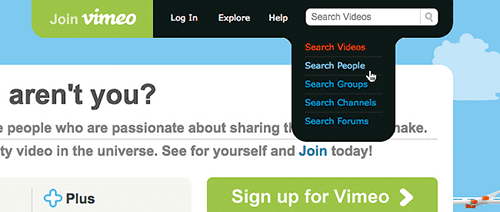 Join vimeo Log In Explore Help Search Videos
Search Videos
Search People
Search Groups
Search Channels
Search Forums
aren't you?
people who are passionate about sharing th ake.
ty video in the universe. See for yourself and Join today!
Plus
Sign up for Vimeo